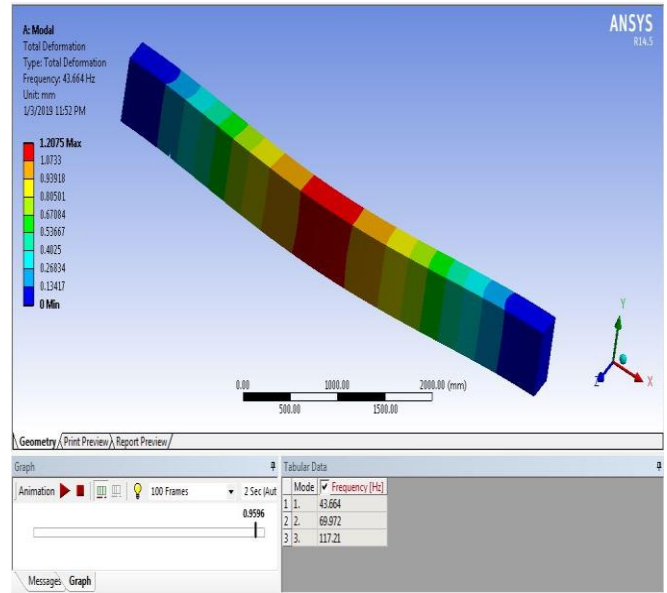 A: Modal
Total Deformation
Type: Total Deformation
Frequency: 43.664 Hz
Unit: mm
1/3/2019 11:52 PM
1.2075 Max
1.0733
0.93918
0.80501
0.67084
0.53667
0.4025
0.26834
0.13417
0 Min
ANSYS
R14.5
Y
X
Z
0.00 1000.00 2000.00 (mm)
500.00 1500.00
Geometry Print Preview Report Preview
Graph
Animation 100 Frames 2 Sec (Aut
0.9596
Messages Graph
Tabular Data
Mode Frequency [Hz]
1 1. 43.664
2 2. 69.972
3 3. 117.21